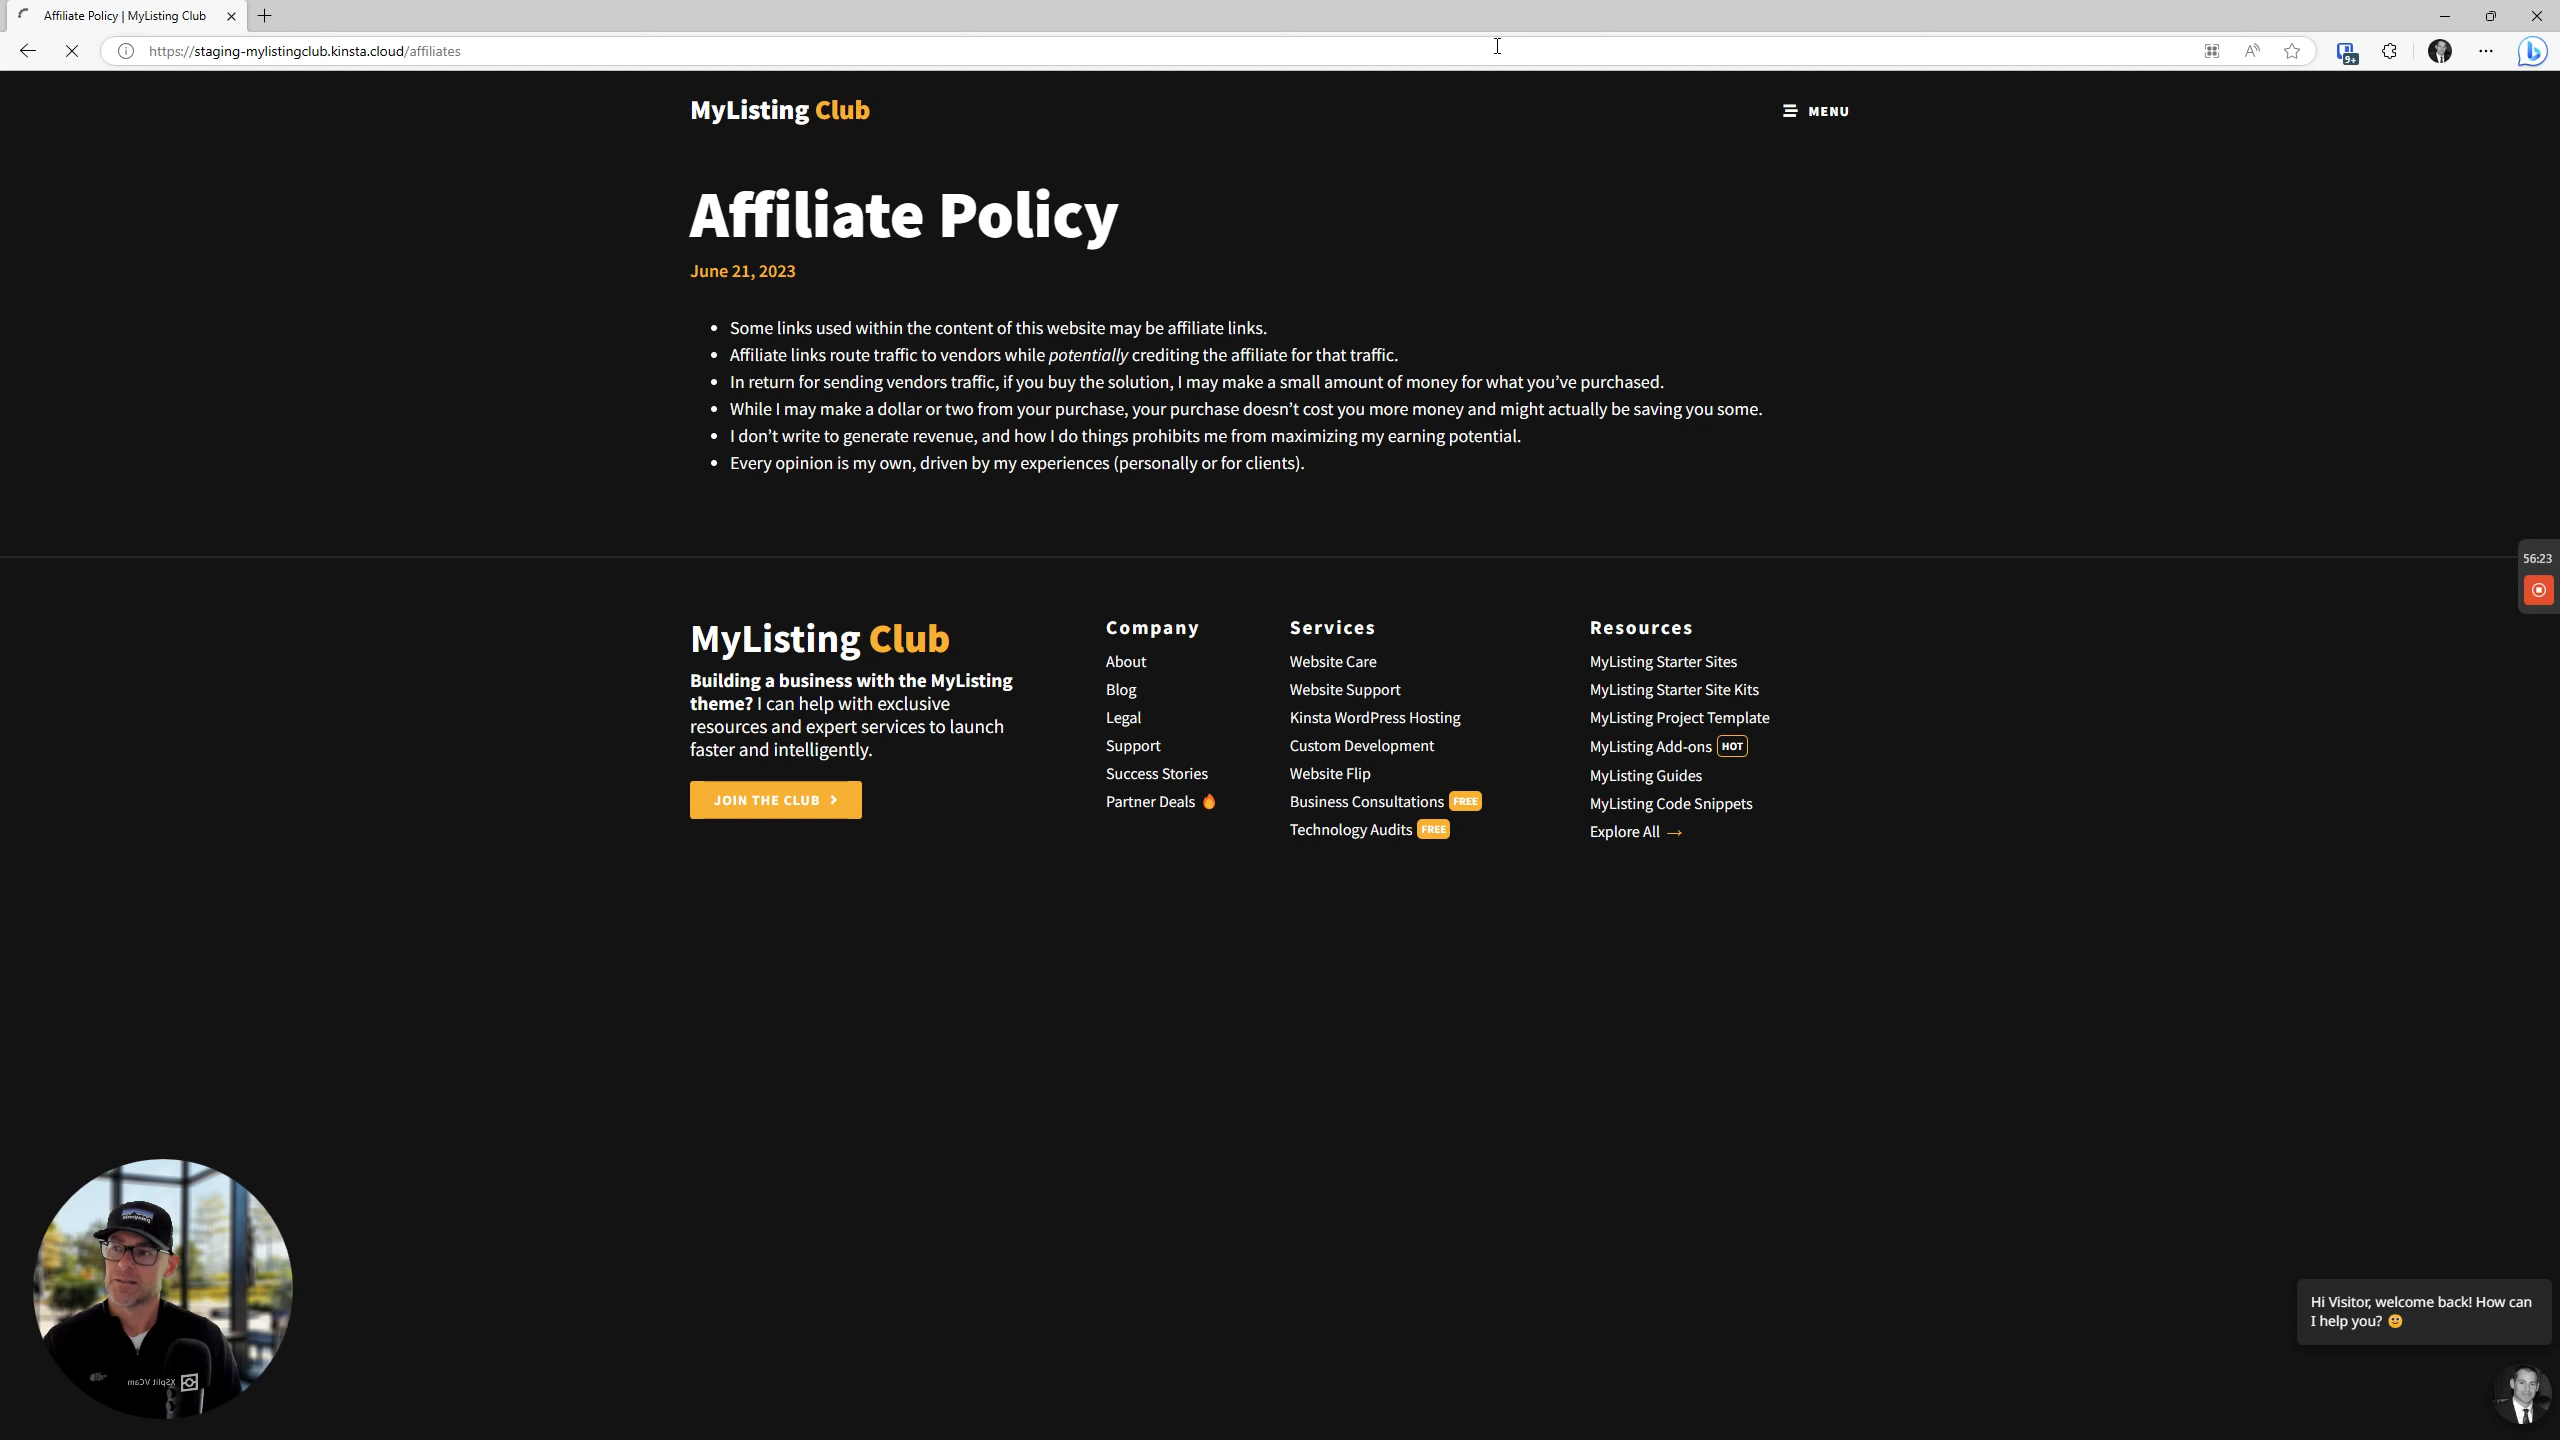 Affiliate Policy | MyListing Club
https://staging-mylistingclub.kinsta.cloud/affiliates
9+
MyListing Club
MENU
Affiliate Policy
June 21, 2023
• Some links used within the content of this website may be affiliate links.
• Affiliate links route traffic to vendors while potentially crediting the affiliate for that traffic.
• In return for sending vendors traffic, if you buy the solution, I may make a small amount of money for what you’ve purchased.
• While I may make a dollar or two from your purchase, your purchase doesn’t cost you more money and might actually be saving you some.
• I don’t write to generate revenue, and how I do things prohibits me from maximizing my earning potential.
• Every opinion is my own, driven by my experiences (personally or for clients).
56:23
MyListing Club
Building a business with the MyListing
theme? I can help with exclusive
resources and expert services to launch
faster and intelligently.
JOIN THE CLUB
Company
About
Blog
Legal
Support
Success Stories
Partner Deals 🔥
Services
Website Care
Website Support
Kinsta WordPress Hosting
Custom Development
Website Flip
Business Consultations FREE
Technology Audits FREE
Resources
MyListing Starter Sites
MyListing Starter Site Kits
MyListing Project Template
MyListing Add-ons HOT
MyListing Guides
MyListing Code Snippets
Explore All →
XSplit VCam
Hi Visitor, welcome back! How can
I help you? 🙂